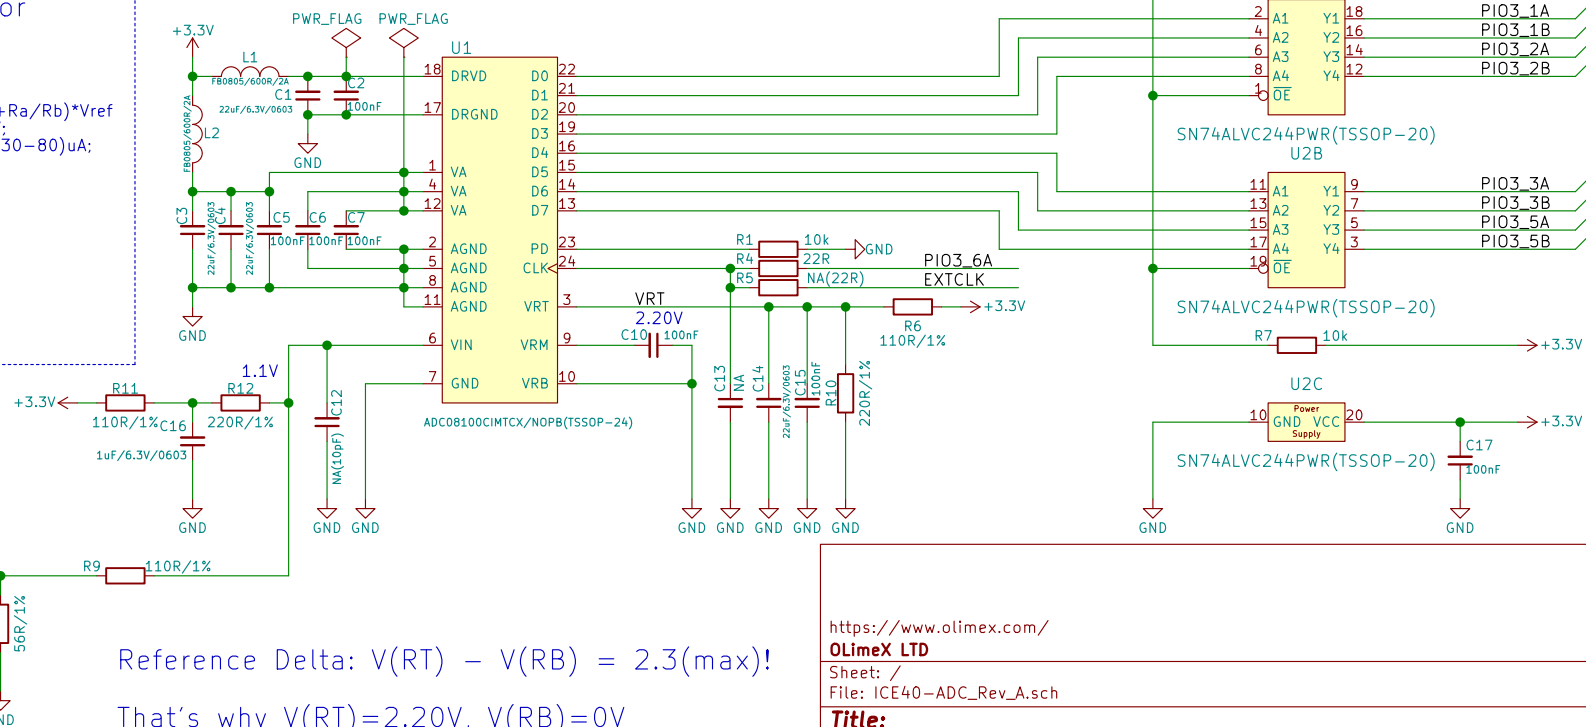 or
+Ra/Rb)*Vref
30-80)uA;
+3.3V
PWR_FLAG PWR_FLAG
L1
FB0805/600R/2A
C1
22uF/6.3V/0603
C2
100nF
GND
FB0805/600R/2A
L2
C3
22uF/6.3V/0603
C4
22uF/6.3V/0603
C5
100nF
C6
100nF
C7
100nF
GND
U1
18 DRVD D0 22
D1 21
17 DRGND D2 20
D3 19
D4 16
1 VA D5 15
4 VA D6 14
12 VA D7 13
2 AGND PD 23
5 AGND CLK 24
8 AGND
11 AGND VRT 3
6 VIN VRM 9
7 GND VRB 10
ADC08100CIMTCX/NOPB(TSSOP-24)
R1 10k GND
R4 22R PIO3_6A
R5 NA(22R) EXTCLK
VRT
2.20V
C10 100nF
R6
110R/1%
+3.3V
C13
NA
C14
22uF/6.3V/0603
C15
100nF
R10
220R/1%
GND GND GND GND GND
1.1V
+3.3V R11 R12
110R/1% C16 220R/1%
1uF/6.3V/0603
GND
C12
NA(10pF)
GND GND
R9 110R/1%
56R/1%
ND
2 A1 Y1 18 PIO3_1A
4 A2 Y2 16 PIO3_1B
6 A3 Y3 14 PIO3_2A
8 A4 Y4 12 PIO3_2B
1 OE
SN74ALVC244PWR(TSSOP-20)
U2B
11 A1 Y1 9 PIO3_3A
13 A2 Y2 7 PIO3_3B
15 A3 Y3 5 PIO3_5A
17 A4 Y4 3 PIO3_5B
19 OE
SN74ALVC244PWR(TSSOP-20)
R7 10k +3.3V
U2C
Power
10 GND VCC 20 +3.3V
Supply
SN74ALVC244PWR(TSSOP-20)
C17
100nF
GND GND
Reference Delta: V(RT) - V(RB) = 2.3(max)!
That's why V(RT)=2.20V, V(RB)=0V
https://www.olimex.com/
OLimeX LTD
Sheet: /
File: ICE40-ADC_Rev_A.sch
Title: